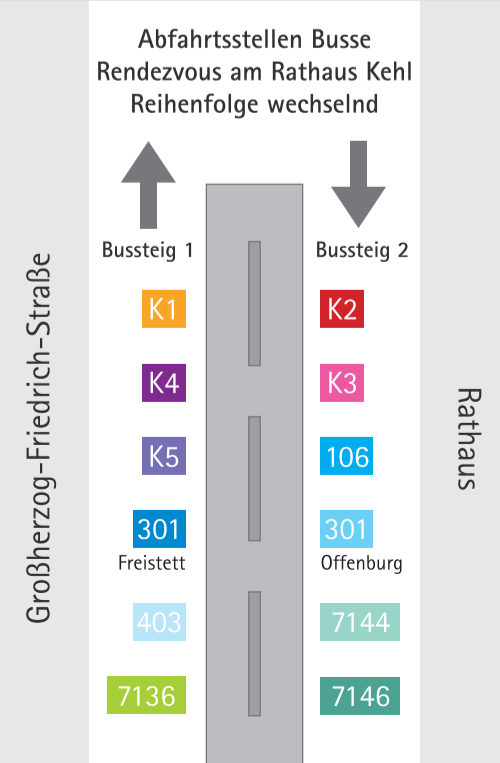 Abfahrtsstellen Busse
Rendezvous am Rathaus Kehl
Reihenfolge wechselnd
Bussteig 1
K1
K4
K5
301
Freistett
403
7136
Bussteig 2
K2
K3
106
301
Offenburg
7144
7146
Großherzog-Friedrich-Straße
Rathaus